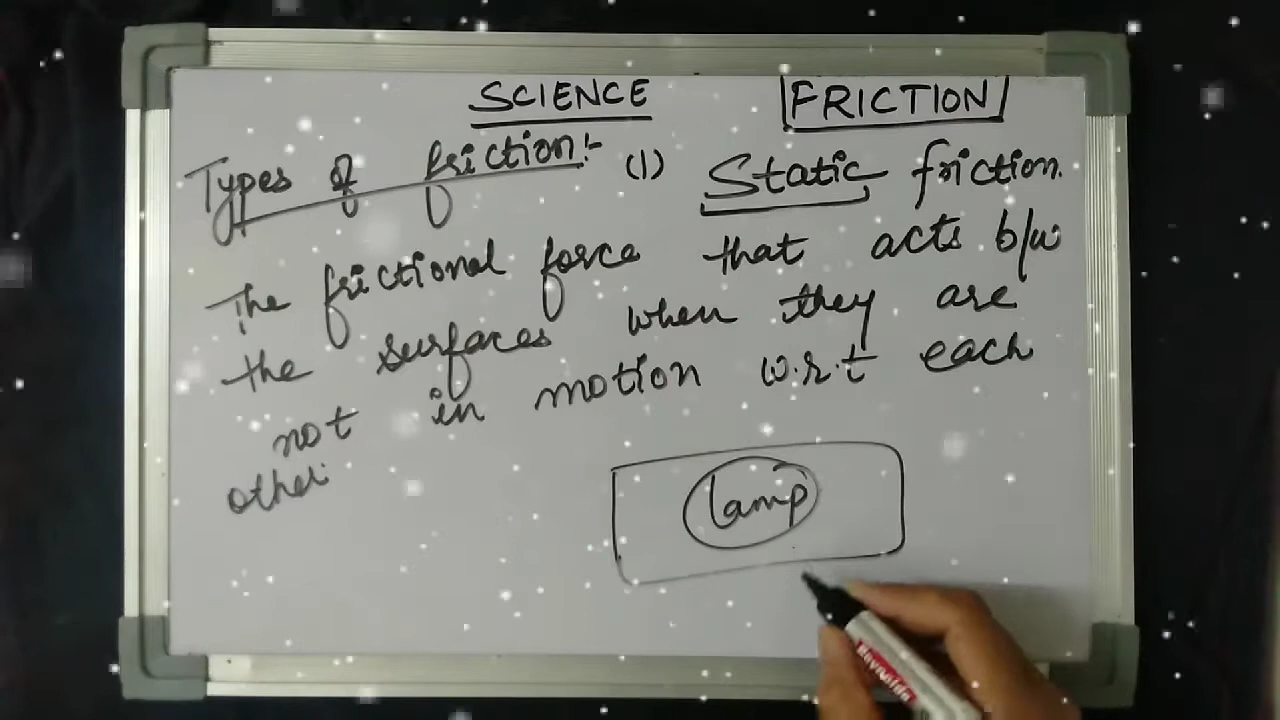 SCIENCE FRICTION
Types of friction:- (1) Static friction.
The frictional force that acts b/w
the surfaces when they are
not in motion w.r.t each
other.
lamp
Reynolds